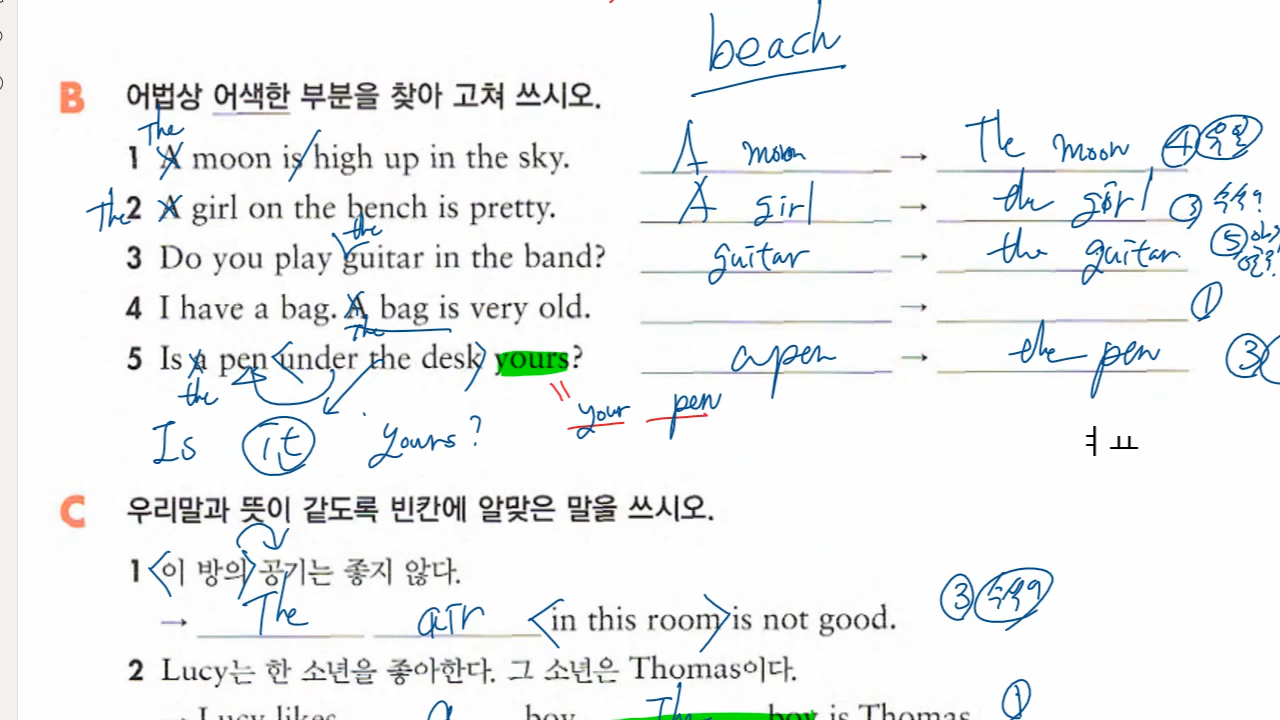 beach
B 어법상 어색한 부분을 찾아 고쳐 쓰시오.
The
1 A moon is high up in the sky. A moon → The moon ④ 유일
The 2 A girl on the bench is pretty. A girl → the girl ③
the
3 Do you play guitar in the band? guitar → the guitar ⑤
4 I have a bag. A bag is very old. → ①
The
5 Is a pen under the desk yours? a pen → the pen ③
the
your pen
Is it yours?
ㅕ ㅛ
C 우리말과 뜻이 같도록 빈칸에 알맞은 말을 쓰시오.
1 이 방의 공기는 좋지 않다.
→ The air in this room is not good. ③
2 Lucy는 한 소년을 좋아한다. 그 소년은 Thomas이다.
→ Lucy likes a boy. The boy is Thomas. ①